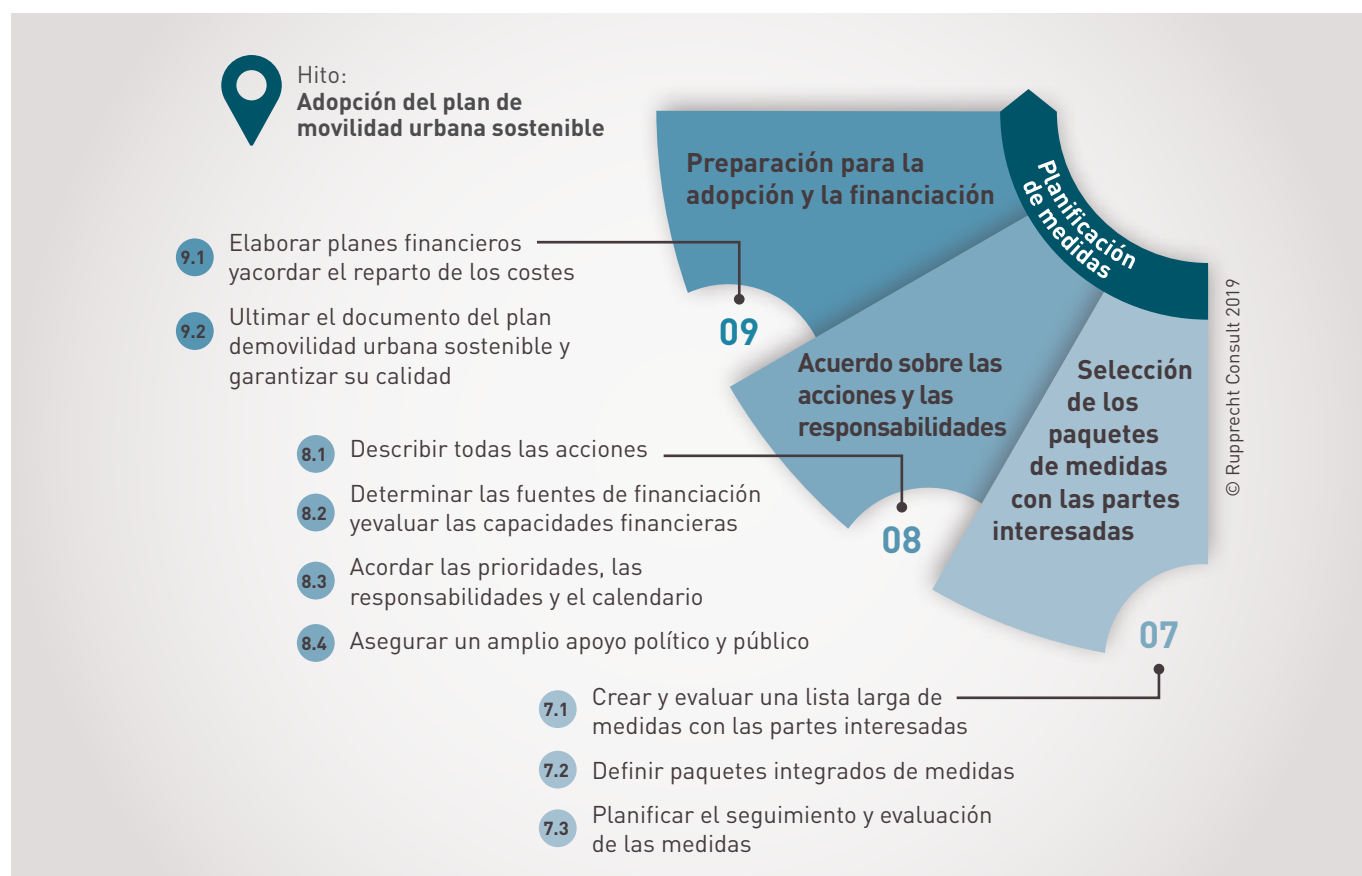 Hito:
Adopción del plan de
movilidad urbana sostenible
Preparación para la
adopción y la financiación
Planificación
de medidas
9.1
Elaborar planes financieros
yacordar el reparto de los costes
9.2
Ultimar el documento del plan
demovilidad urbana sostenible y
garantizar su calidad
09
Acuerdo sobre las
acciones y las
responsabilidades
Selección
de los
paquetes
de medidas
con las partes
interesadas
© Rupprecht Consult 2019
8.1
Describir todas las acciones
8.2
Determinar las fuentes de financiación
yevaluar las capacidades financieras
8.3
Acordar las prioridades, las
responsabilidades y el calendario
8.4
Asegurar un amplio apoyo político y público
08
07
7.1
Crear y evaluar una lista larga de
medidas con las partes interesadas
7.2
Definir paquetes integrados de medidas
7.3
Planificar el seguimiento y evaluación
de las medidas